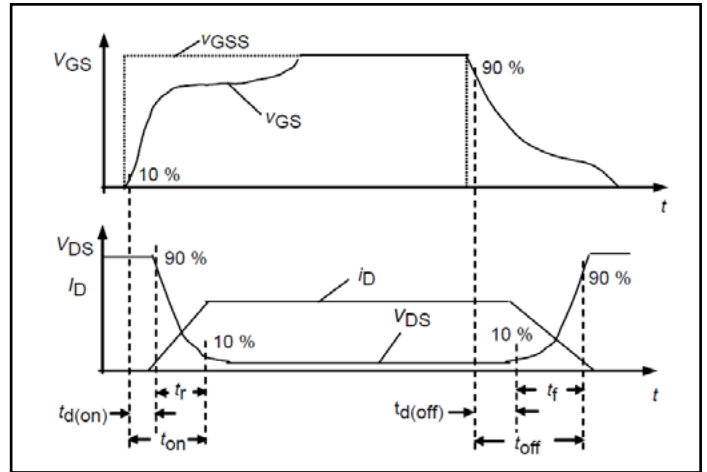 VGSS
VGS
90 %
VGS
10 %
t
VDS
90 %
iD
90 %
ID
VDS
10 %
10 %
tr
tf
t
td(on)
td(off)
ton
toff